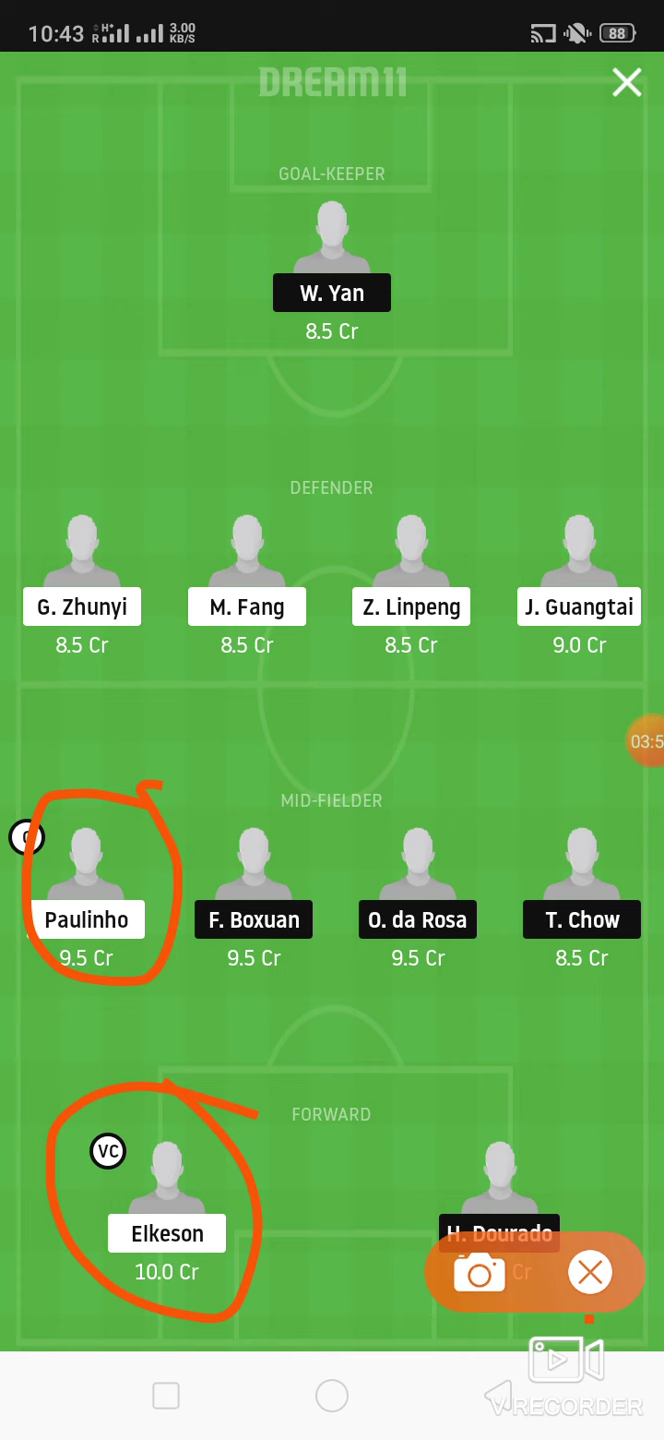 10:43 R H+ 3.00 KB/S 88
DREAM11
GOAL-KEEPER
W. Yan
8.5 Cr
DEFENDER
G. Zhunyi M. Fang Z. Linpeng J. Guangtai
8.5 Cr 8.5 Cr 8.5 Cr 9.0 Cr
03:5
MID-FIELDER
C
Paulinho F. Boxuan O. da Rosa T. Chow
9.5 Cr 9.5 Cr 9.5 Cr 8.5 Cr
FORWARD
VC
Elkeson H. Dourado
10.0 Cr Cr
V RECORDER